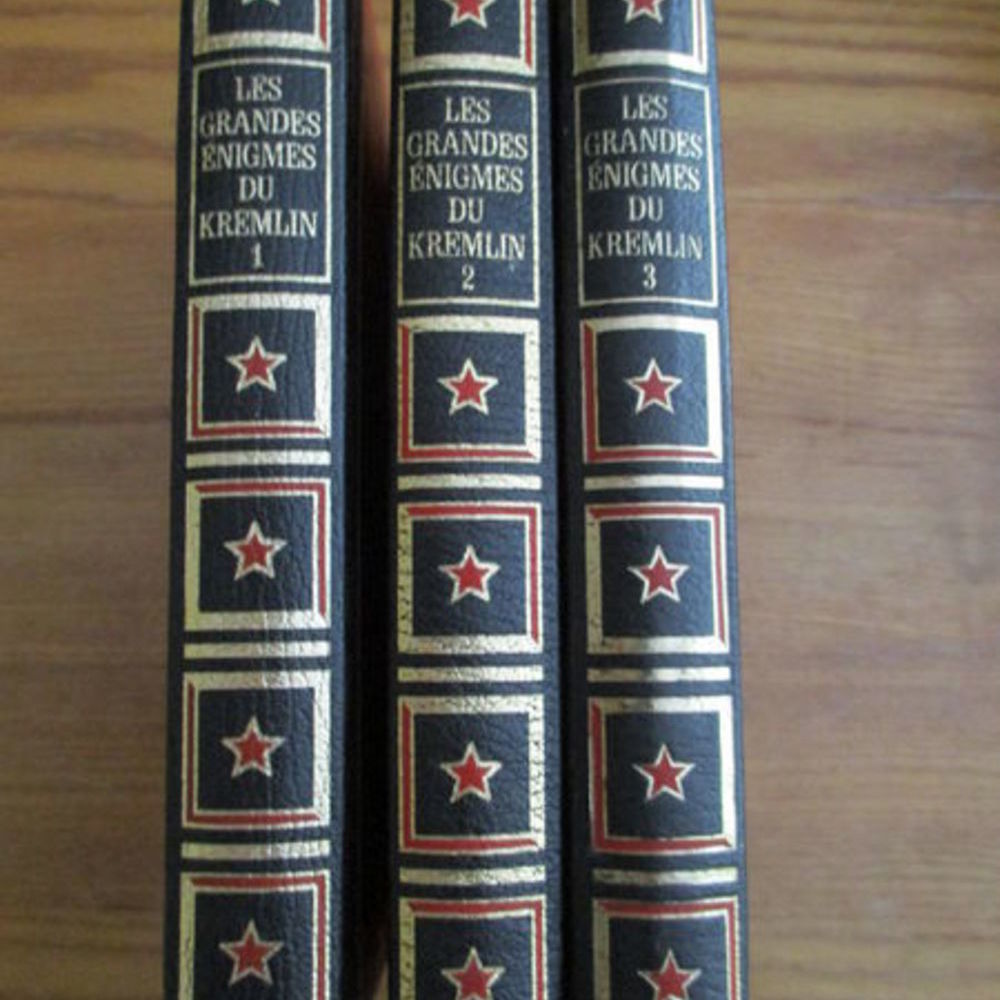 LES
GRANDES
ÉNIGMES
DU
KREMLIN
1
LES
GRANDES
ÉNIGMES
DU
KREMLIN
2
LES
GRANDES
ÉNIGMES
DU
KREMLIN
3